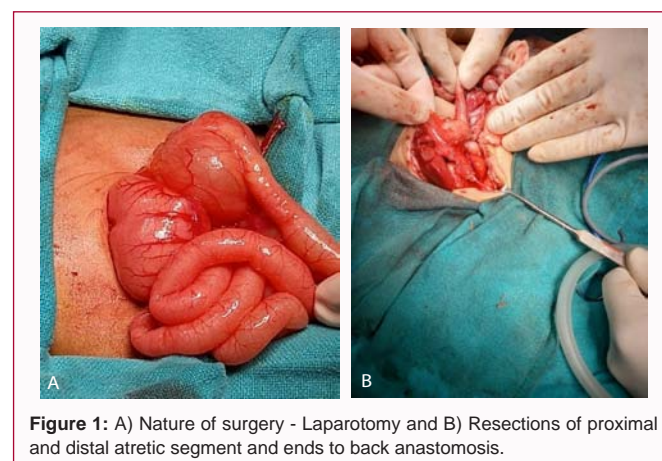 A
B
Figure 1: A) Nature of surgery - Laparotomy and B) Resections of proximal
and distal atretic segment and ends to back anastomosis.